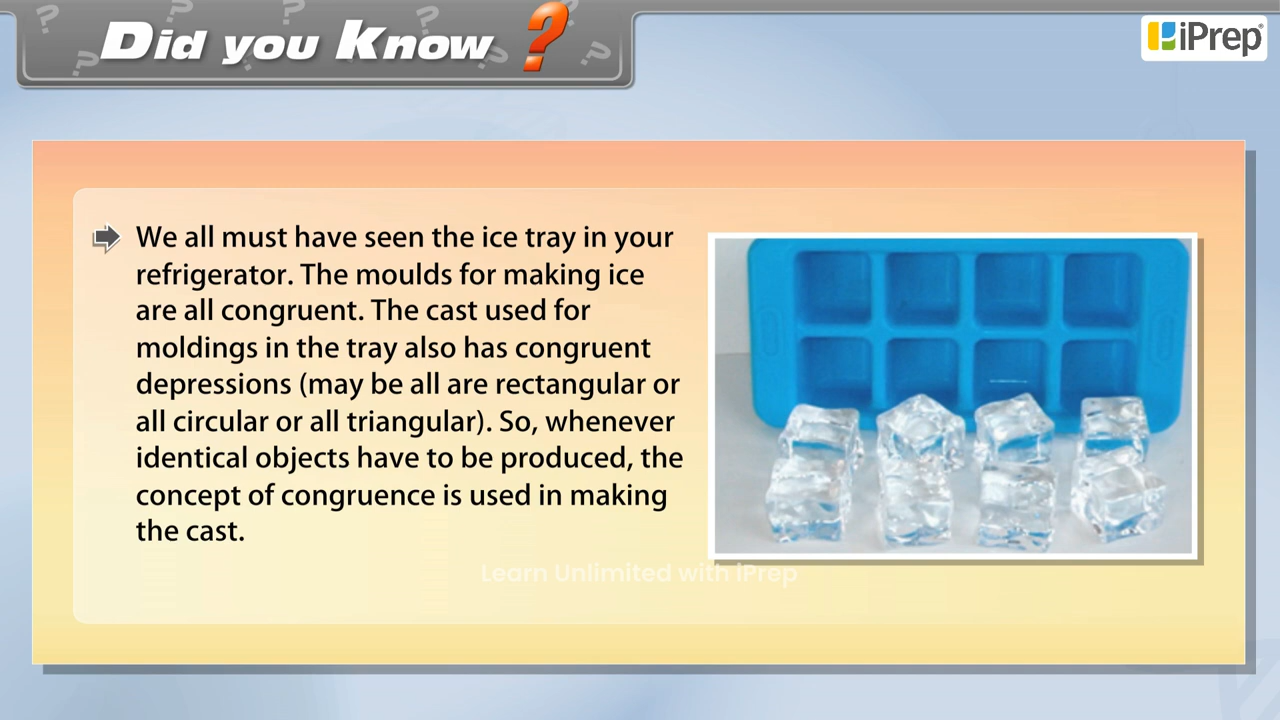 Did you Know ?
iPrep
We all must have seen the ice tray in your
refrigerator. The moulds for making ice
are all congruent. The cast used for
moldings in the tray also has congruent
depressions (may be all are rectangular or
all circular or all triangular). So, whenever
identical objects have to be produced, the
concept of congruence is used in making
the cast.
Learn Unlimited with iPrep